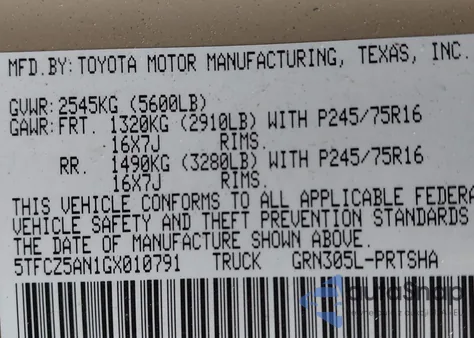 MFD.BY: TOYOTA MOTOR MANUFACTURING, TEXAS, INC.
GVWR: 2545KG (5600LB)
GAWR: FRT. 1320KG (2910LB) WITH P245/75R16
16X7J RIMS.
RR. 1490KG (3280LB) WITH P245/75R16
16X7J RIMS.
THIS VEHICLE CONFORMS TO ALL APPLICABLE FEDERA
VEHICLE SAFETY AND THEFT PREVENTION STANDARDS
THE DATE OF MANUFACTURE SHOWN ABOVE.
5TFCZ5AN1GX010791 TRUCK GRN305L-PRTSHA
autoShop